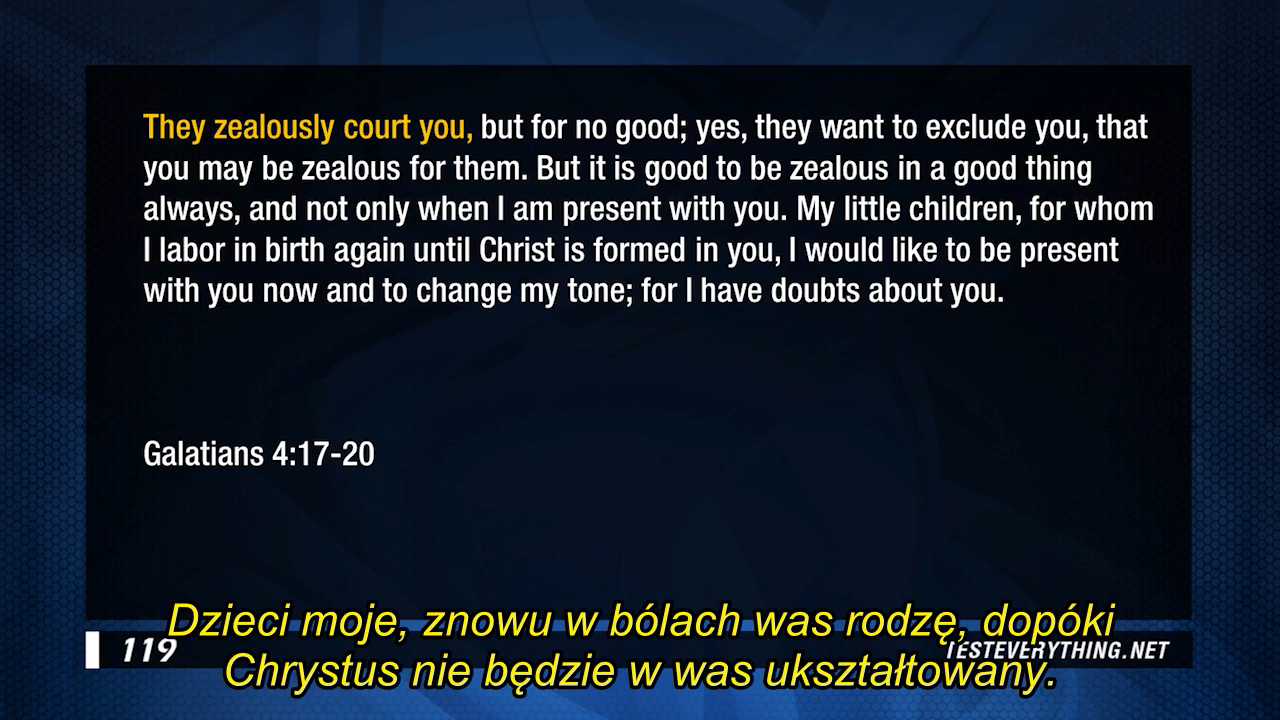 They zealously court you, but for no good; yes, they want to exclude you, that
you may be zealous for them. But it is good to be zealous in a good thing
always, and not only when I am present with you. My little children, for whom
I labor in birth again until Christ is formed in you, I would like to be present
with you now and to change my tone; for I have doubts about you.
Galatians 4:17-20
Dzieci moje, znowu w bólach was rodzę, dopóki
119
TESTEVERYTHING.NET
Chrystus nie będzie w was ukształtowany.